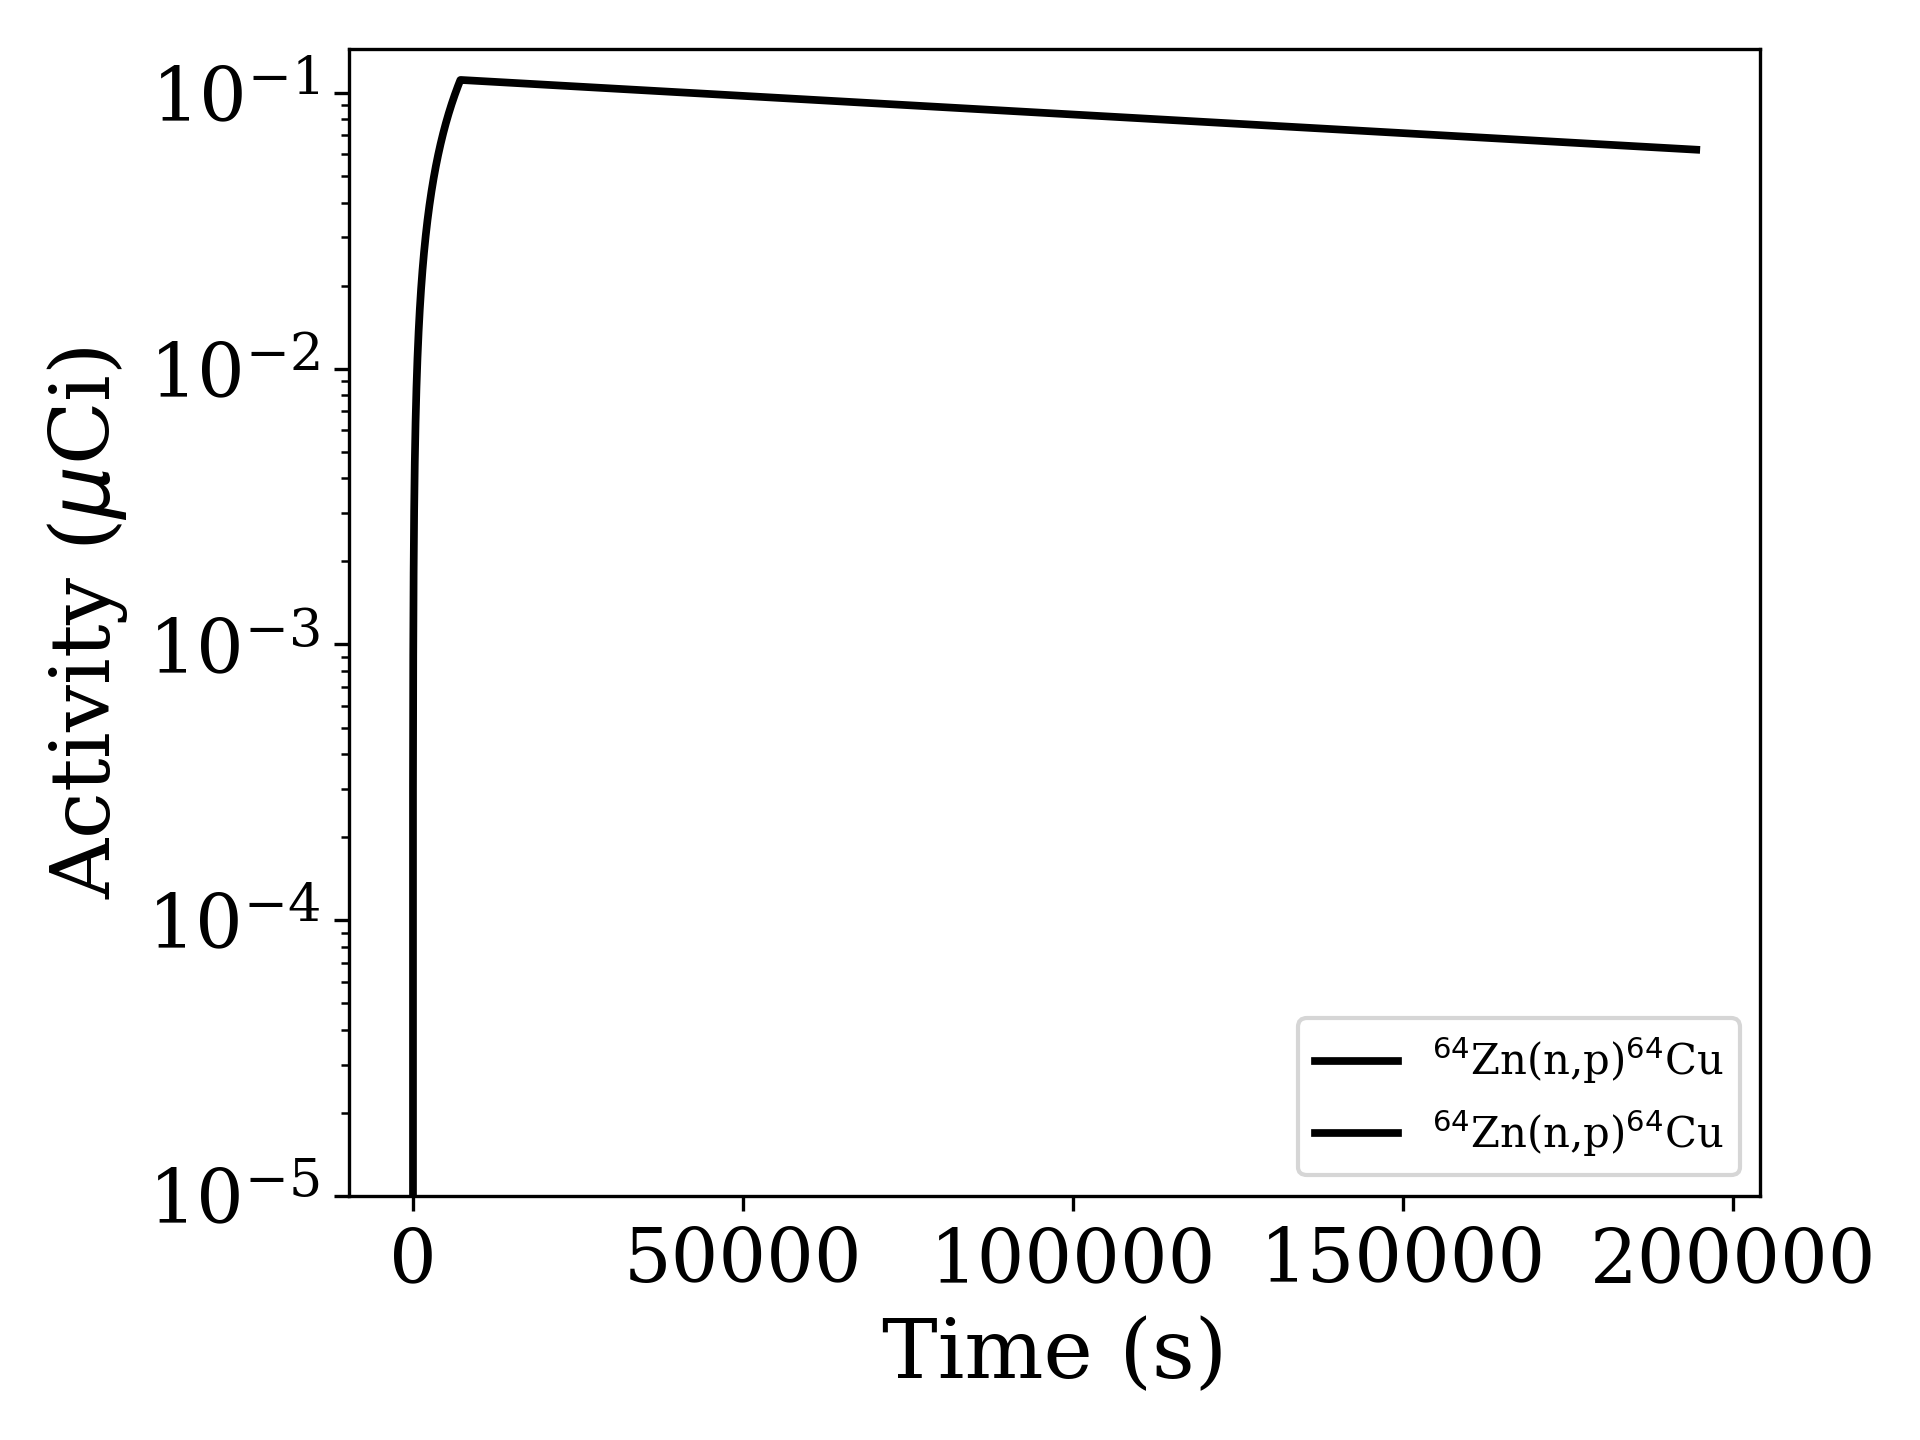 Activity (μCi)
10⁻¹
10⁻²
10⁻³
10⁻⁴
10⁻⁵
⁶⁴Zn(n,p)⁶⁴Cu
⁶⁴Zn(n,p)⁶⁴Cu
0 50000 100000 150000 200000
Time (s)